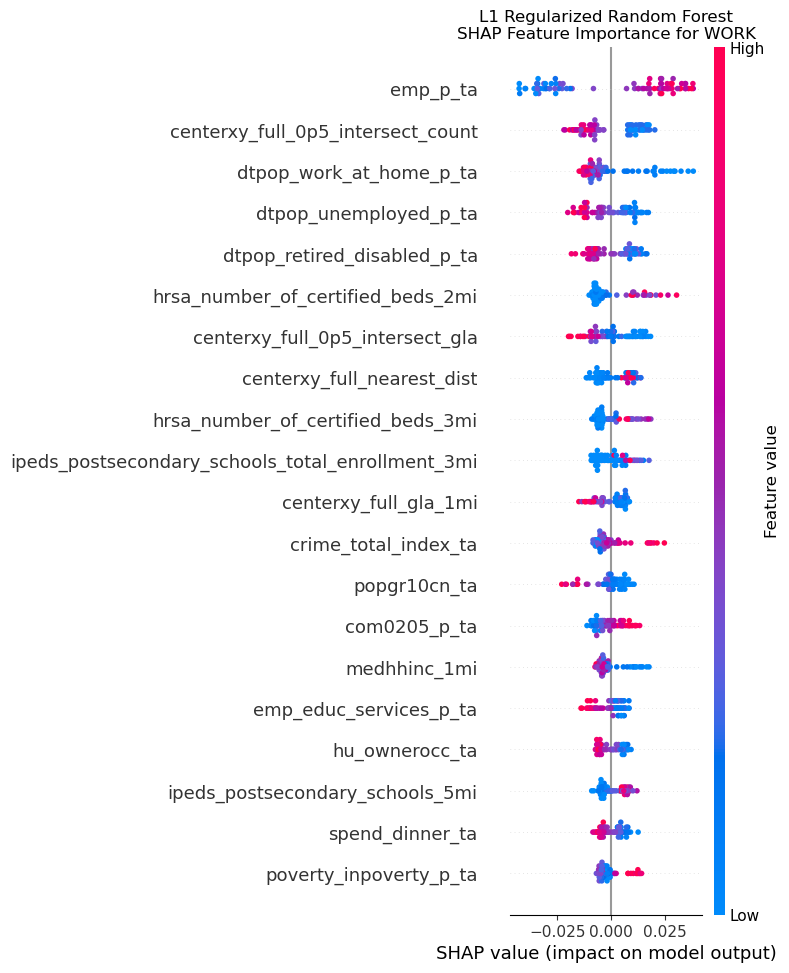 L1 Regularized Random Forest
SHAP Feature Importance for WORK
High
emp_p_ta
centerxy_full_0p5_intersect_count
dtpop_work_at_home_p_ta
dtpop_unemployed_p_ta
dtpop_retired_disabled_p_ta
hrsa_number_of_certified_beds_2mi
centerxy_full_0p5_intersect_gla
centerxy_full_nearest_dist
hrsa_number_of_certified_beds_3mi
ipeds_postsecondary_schools_total_enrollment_3mi
centerxy_full_gla_1mi
crime_total_index_ta
popgr10cn_ta
com0205_p_ta
medhhinc_1mi
emp_educ_services_p_ta
hu_ownerocc_ta
ipeds_postsecondary_schools_5mi
spend_dinner_ta
poverty_inpoverty_p_ta
Feature value
Low
−0.025 0.000 0.025
SHAP value (impact on model output)